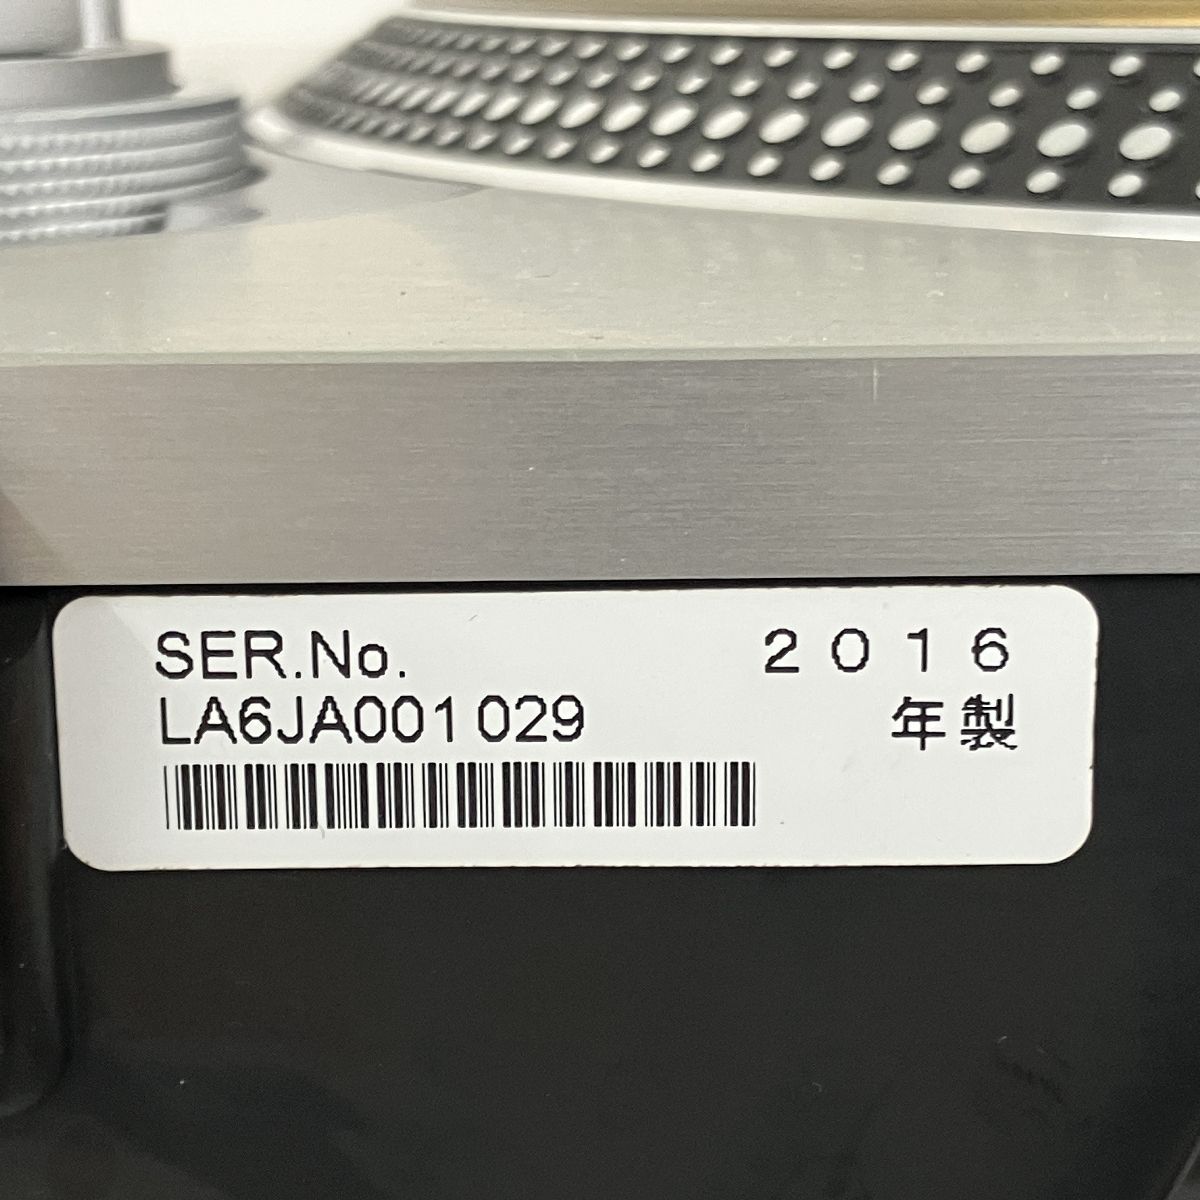 SER.No.
２０１６
LA6JA001029
年製